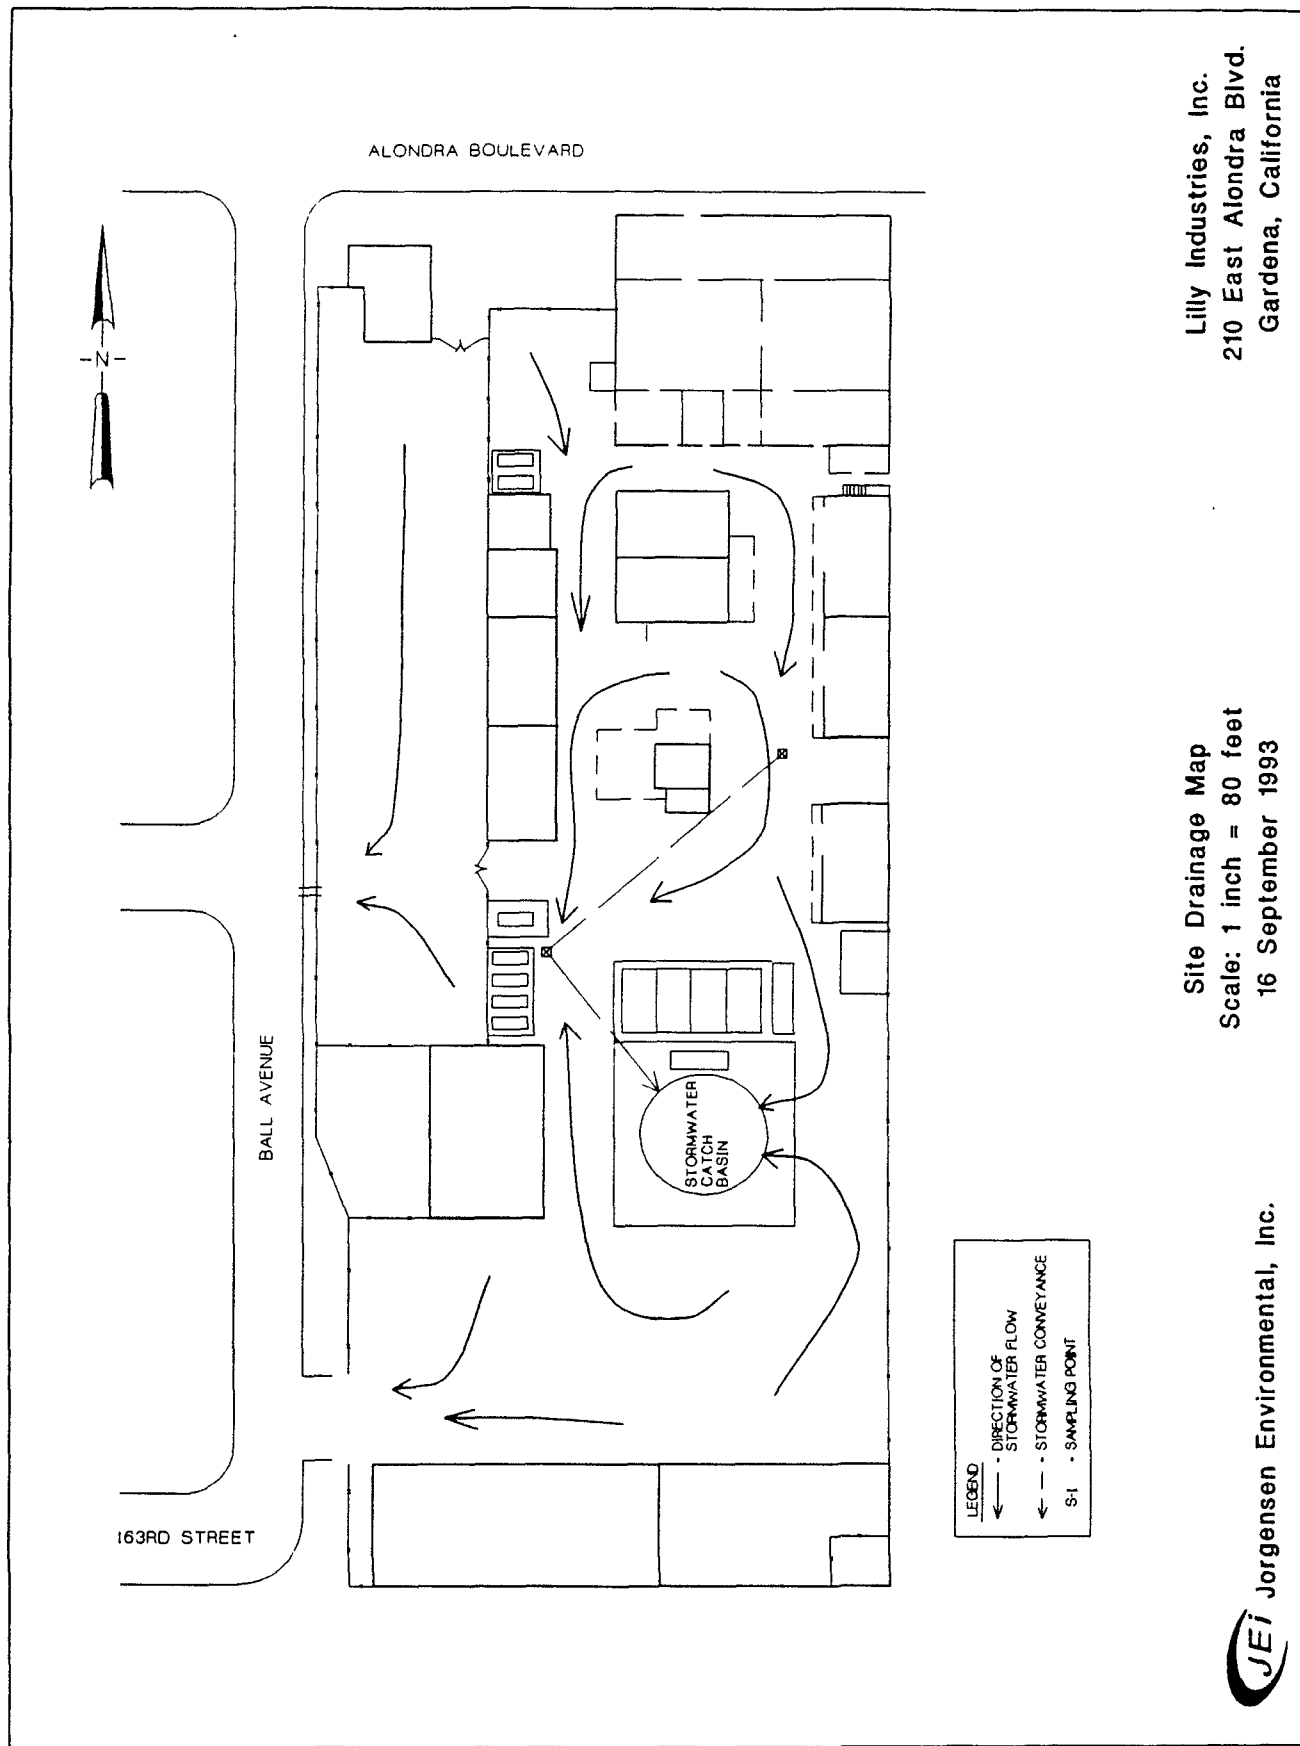 ALONDRA BOULEVARD
-N-
BALL AVENUE
163RD STREET
STORMWATER
CATCH
BASIN
LEGEND
- DIRECTION OF
STORMWATER FLOW
- STORMWATER CONVEYANCE
S-1 - SAMPLING POINT
JEi Jorgensen Environmental, Inc.
Site Drainage Map
Scale: 1 inch = 80 feet
16 September 1993
Lilly Industries, Inc.
210 East Alondra Blvd.
Gardena, California